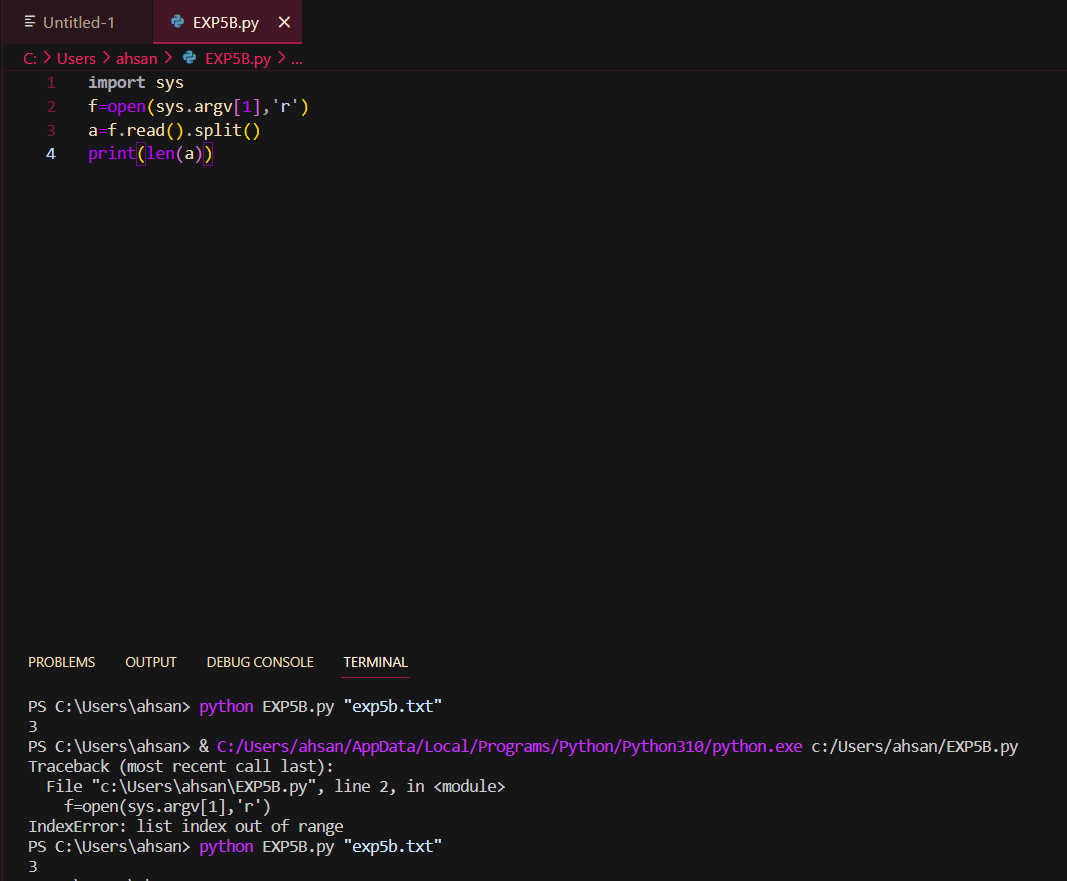 Untitled-1 EXP5B.py
C: > Users > ahsan > EXP5B.py > ...
1 import sys
2 f=open(sys.argv[1],'r')
3 a=f.read().split()
4 print(len(a))
PROBLEMS OUTPUT DEBUG CONSOLE TERMINAL
PS C:\Users\ahsan> python EXP5B.py "exp5b.txt"
3
PS C:\Users\ahsan> & C:/Users/ahsan/AppData/Local/Programs/Python/Python310/python.exe c:/Users/ahsan/EXP5B.py
Traceback (most recent call last):
  File "c:\Users\ahsan\EXP5B.py", line 2, in <module>
    f=open(sys.argv[1],'r')
IndexError: list index out of range
PS C:\Users\ahsan> python EXP5B.py "exp5b.txt"
3